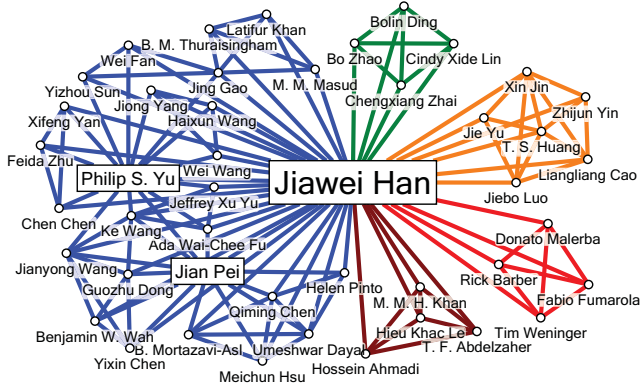 Bolin Ding
Latifur Khan
B. M. Thuraisingham
Bo Zhao
Cindy Xide Lin
Wei Fan
Jing Gao
M. M. Masud
Xin Jin
Yizhou Sun
Jiong Yang
Chengxiang Zhai
Zhijun Yin
Xifeng Yan
Haixun Wang
Jie Yu
T. S. Huang
Feida Zhu
Wei Wang
Liangliang Cao
Philip S. Yu
Jiawei Han
Jiebo Luo
Jeffrey Xu Yu
Chen Chen
Ke Wang
Donato Malerba
Ada Wai-Chee Fu
Jianyong Wang
Jian Pei
Rick Barber
Guozhu Dong
Helen Pinto
Fabio Fumarola
M. M. H. Khan
Qiming Chen
Benjamin W. Wah
Hieu Khac Le
Tim Weninger
B. Mortazavi-Asl
Umeshwar Dayal
T. F. Abdelzaher
Yixin Chen
Meichun Hsu
Hossein Ahmadi